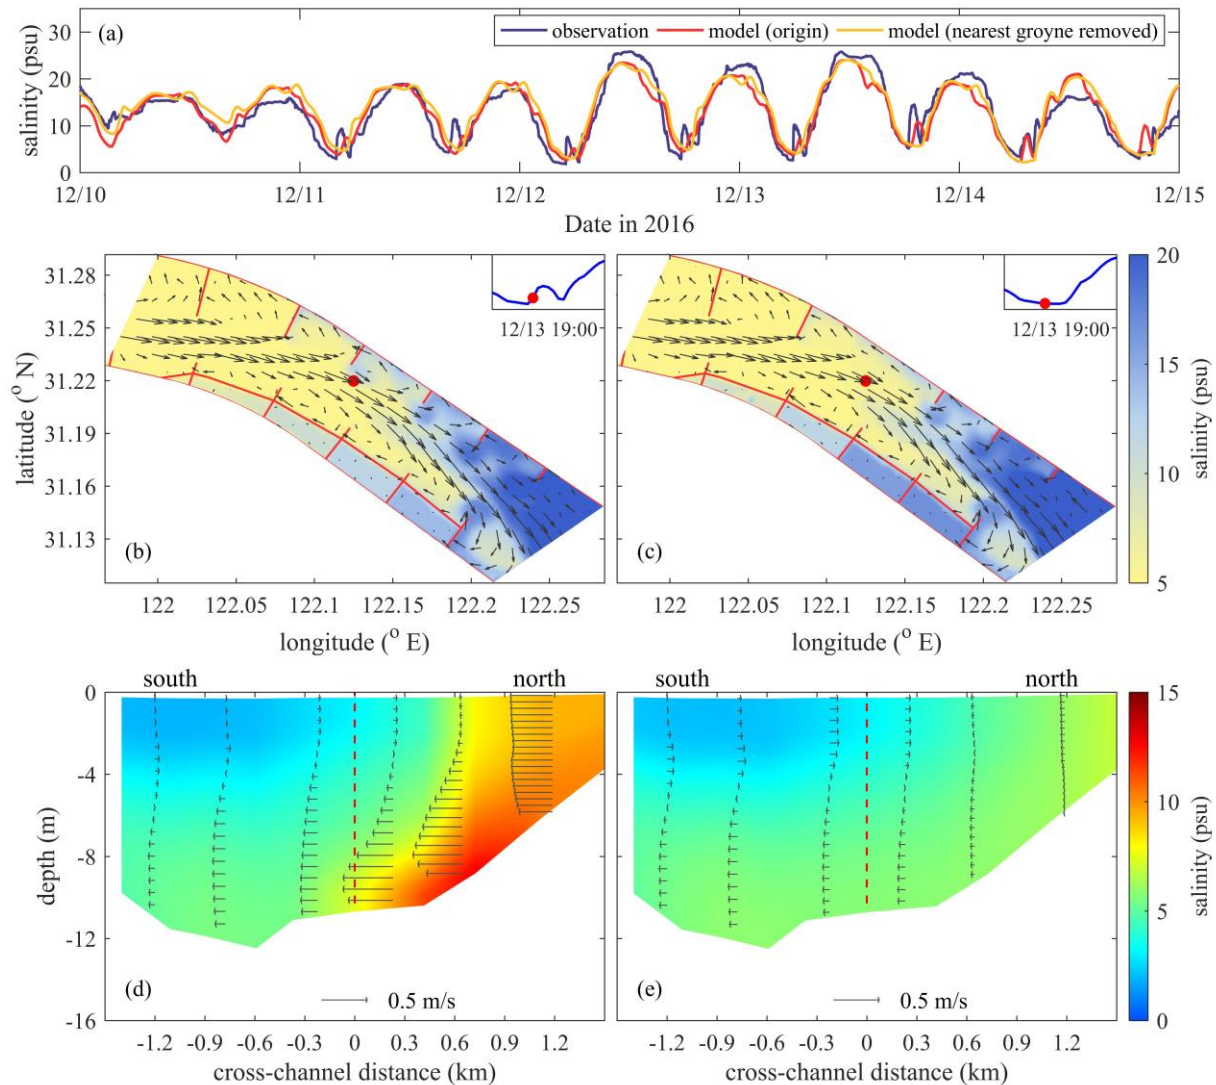 (a)
observation model (origin) model (nearest groyne removed)
salinity (psu)
30
20
10
0
12/10 12/11 12/12 12/13 12/14 12/15
Date in 2016
31.28
31.25
31.22
31.19
31.16
31.13
latitude (° N)
12/13 19:00
(b)
122 122.05 122.1 122.15 122.2 122.25
longitude (° E)
12/13 19:00
(c)
122 122.05 122.1 122.15 122.2 122.25
longitude (° E)
20
15
10
5
salinity (psu)
south north
0
-4
-8
-12
-16
depth (m)
(d)
0.5 m/s
-1.2 -0.9 -0.6 -0.3 0 0.3 0.6 0.9 1.2
cross-channel distance (km)
south north
(e)
0.5 m/s
-1.2 -0.9 -0.6 -0.3 0 0.3 0.6 0.9 1.2
cross-channel distance (km)
15
10
5
0
salinity (psu)